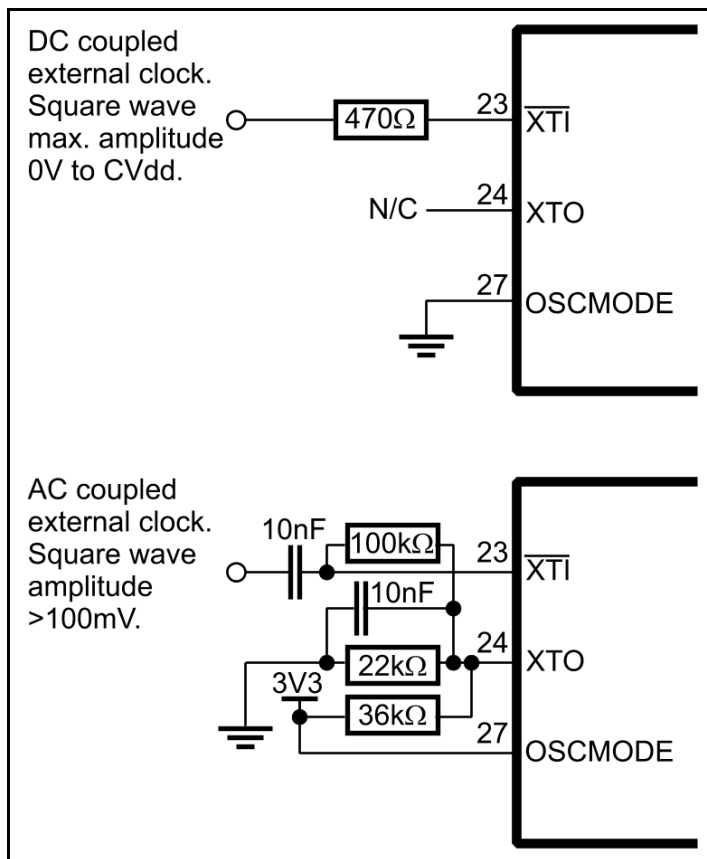 DC coupled
external clock.
Square wave
max. amplitude
0V to CVdd.
470Ω
23
XTI
N/C
24
XTO
27
OSCMODE
AC coupled
external clock.
Square wave
amplitude
>100mV.
10nF
100kΩ
23
XTI
10nF
24
22kΩ
XTO
3V3
36kΩ
27
OSCMODE